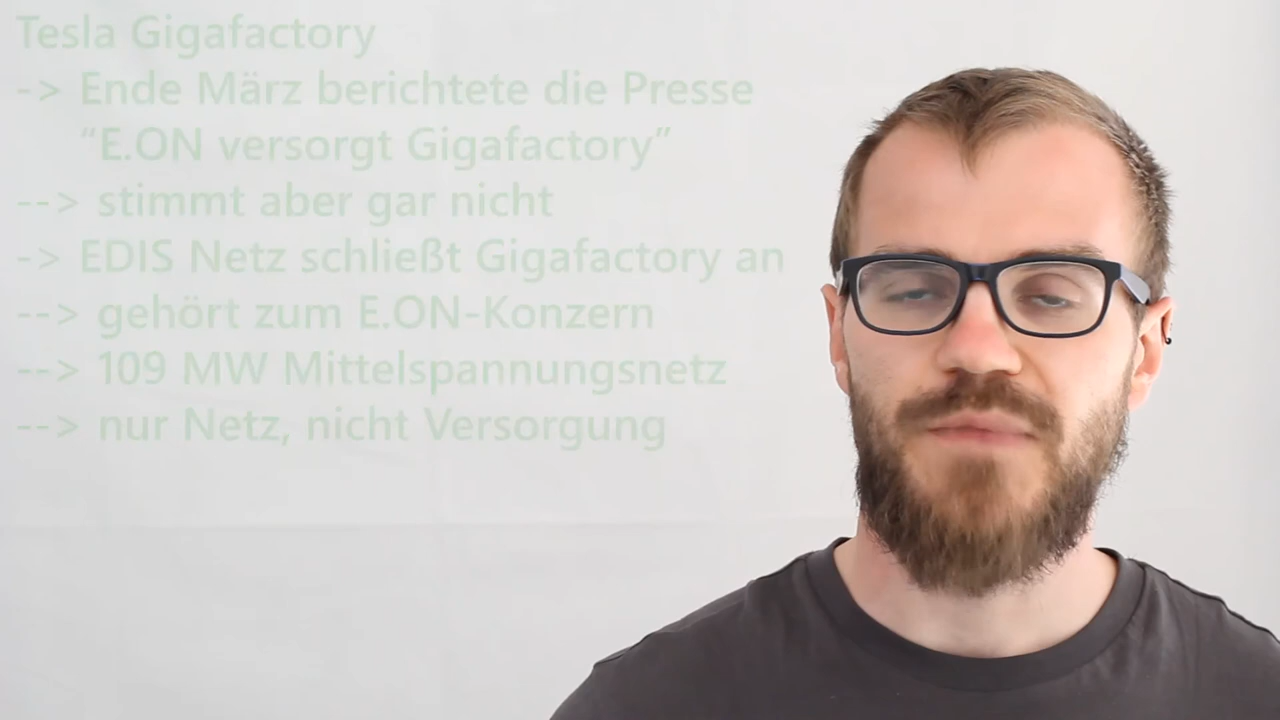 Tesla Gigafactory
-> Ende März berichtete die Presse
“E.ON versorgt Gigafactory”
--> stimmt aber gar nicht
-> EDIS Netz schließt Gigafactory an
--> gehört zum E.ON-Konzern
--> 109 MW Mittelspannungsnetz
--> nur Netz, nicht Versorgung